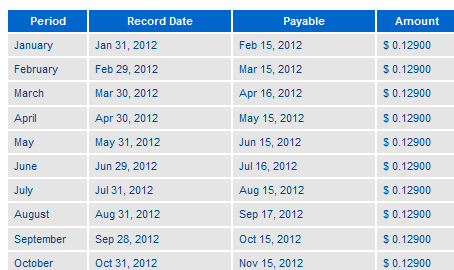 Period Record Date Payable Amount
January Jan 31, 2012 Feb 15, 2012 $ 0.12900
February Feb 29, 2012 Mar 15, 2012 $ 0.12900
March Mar 30, 2012 Apr 16, 2012 $ 0.12900
April Apr 30, 2012 May 15, 2012 $ 0.12900
May May 31, 2012 Jun 15, 2012 $ 0.12900
June Jun 29, 2012 Jul 16, 2012 $ 0.12900
July Jul 31, 2012 Aug 15, 2012 $ 0.12900
August Aug 31, 2012 Sep 17, 2012 $ 0.12900
September Sep 28, 2012 Oct 15, 2012 $ 0.12900
October Oct 31, 2012 Nov 15, 2012 $ 0.12900